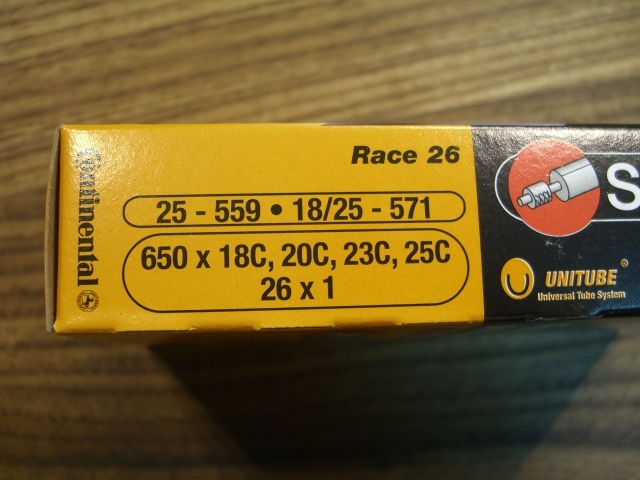 Continental
Race 26
25 - 559 • 18/25 - 571
650 x 18C, 20C, 23C, 25C
26 x 1
S
UNITUBE®
Universal Tube System